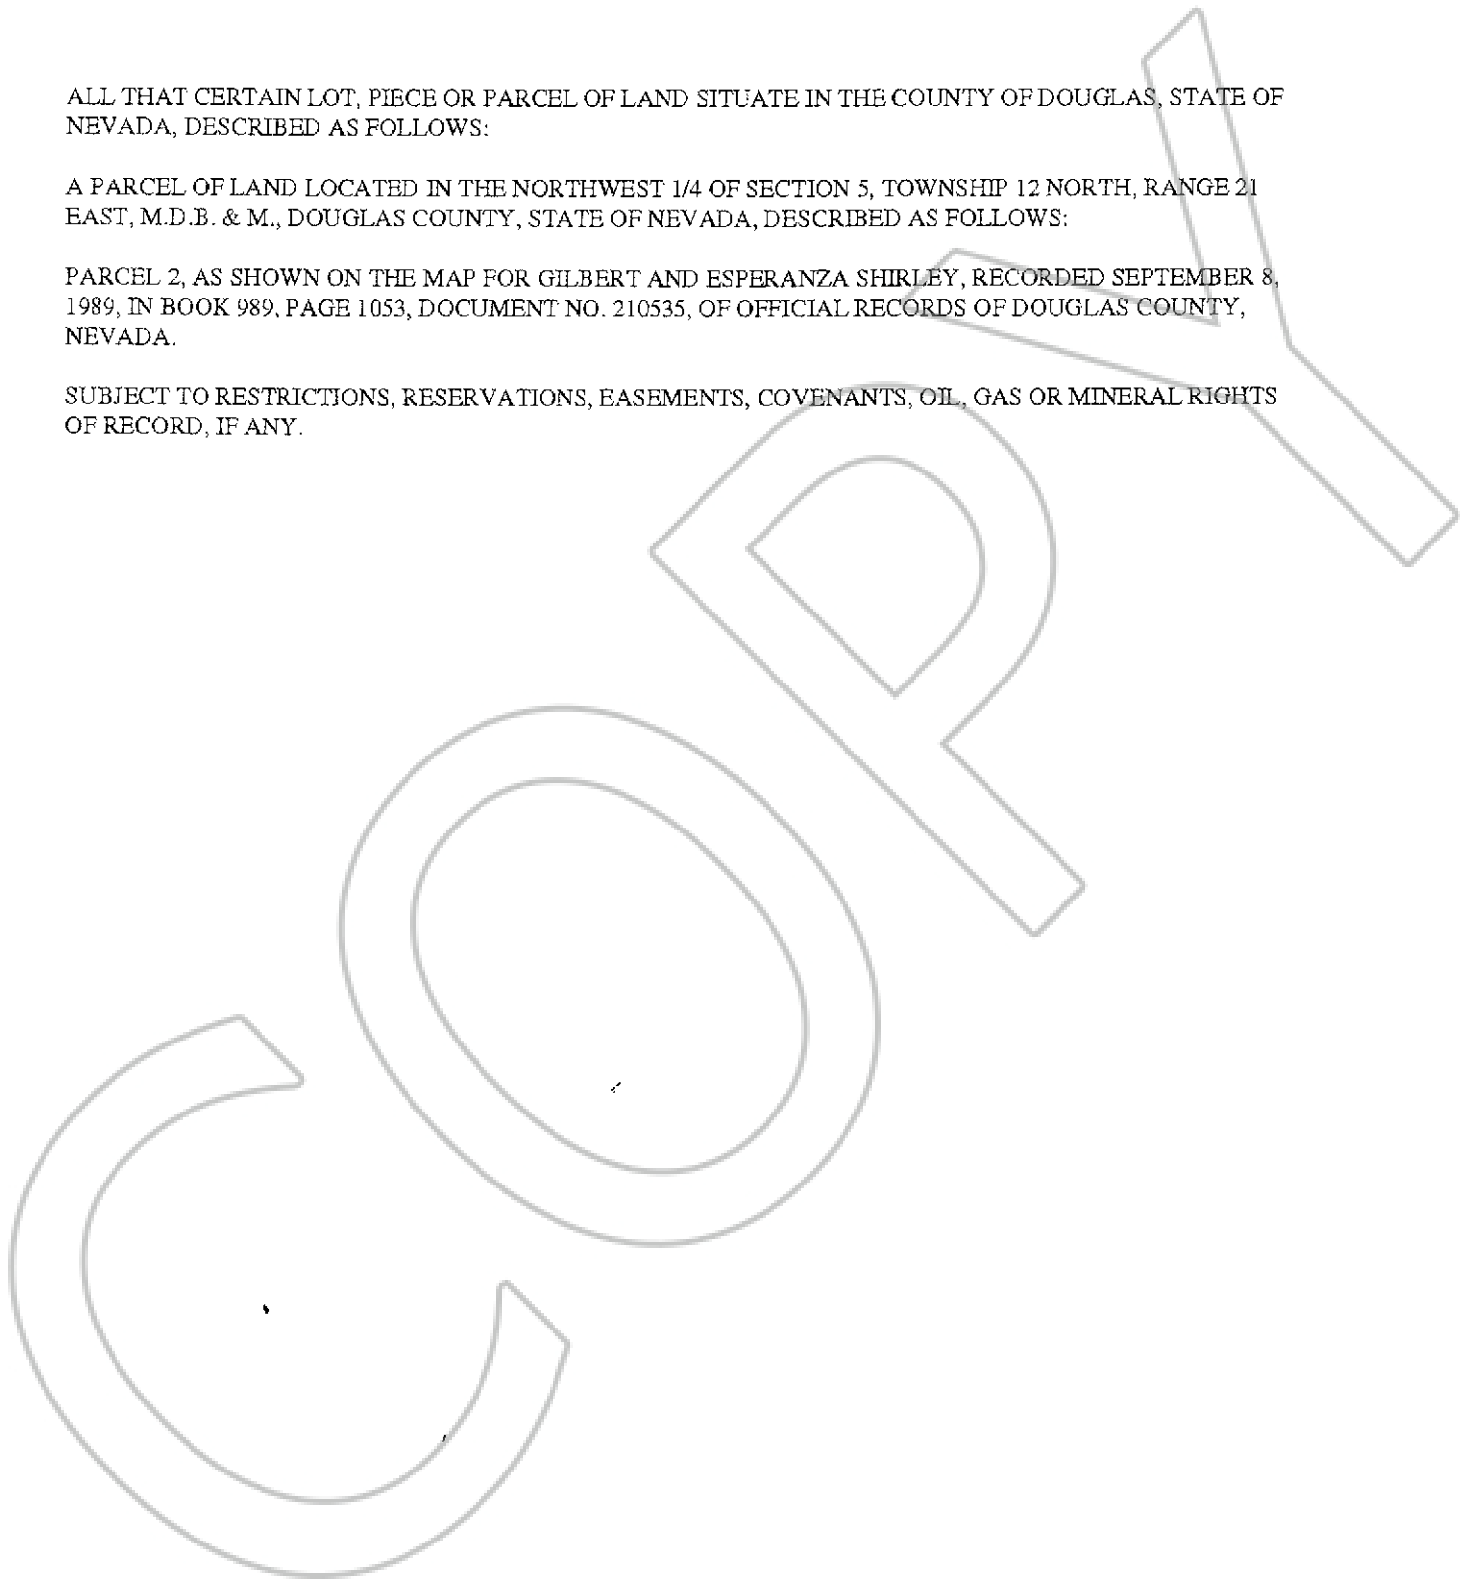 ALL THAT CERTAIN LOT, PIECE OR PARCEL OF LAND SITUATE IN THE COUNTY OF DOUGLAS, STATE OF
NEVADA, DESCRIBED AS FOLLOWS:
A PARCEL OF LAND LOCATED IN THE NORTHWEST 1/4 OF SECTION 5, TOWNSHIP 12 NORTH, RANGE 21
EAST, M.D.B. & M., DOUGLAS COUNTY, STATE OF NEVADA, DESCRIBED AS FOLLOWS:
PARCEL 2, AS SHOWN ON THE MAP FOR GILBERT AND ESPERANZA SHIRLEY, RECORDED SEPTEMBER 8,
1989, IN BOOK 989, PAGE 1053, DOCUMENT NO. 210535, OF OFFICIAL RECORDS OF DOUGLAS COUNTY,
NEVADA.
SUBJECT TO RESTRICTIONS, RESERVATIONS, EASEMENTS, COVENANTS, OIL, GAS OR MINERAL RIGHTS
OF RECORD, IF ANY.
COPY